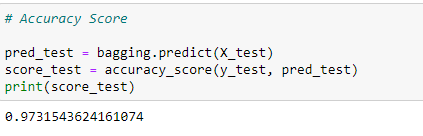 # Accuracy Score
pred_test = bagging.predict(X_test)
score_test = accuracy_score(y_test, pred_test)
print(score_test)
0.9731543624161074